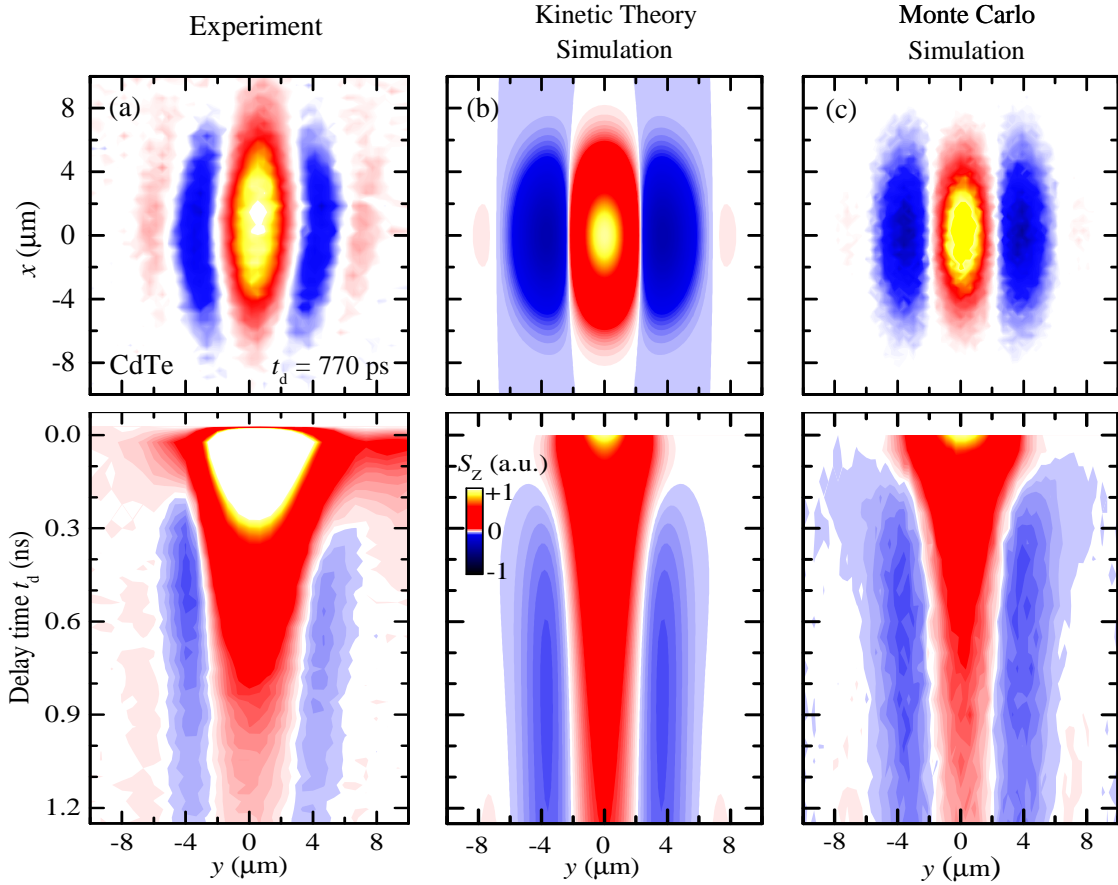 Experiment
Kinetic Theory
Simulation
Monte Carlo
Simulation
(a)
(b)
(c)
8
4
0
-4
-8
x (μm)
CdTe
t_d = 770 ps
0.0
0.3
0.6
0.9
1.2
Delay time t_d (ns)
S_Z (a.u.)
+1
0
-1
-8 -4 0 4 8
y (μm)
-8 -4 0 4 8
y (μm)
-8 -4 0 4 8
y (μm)